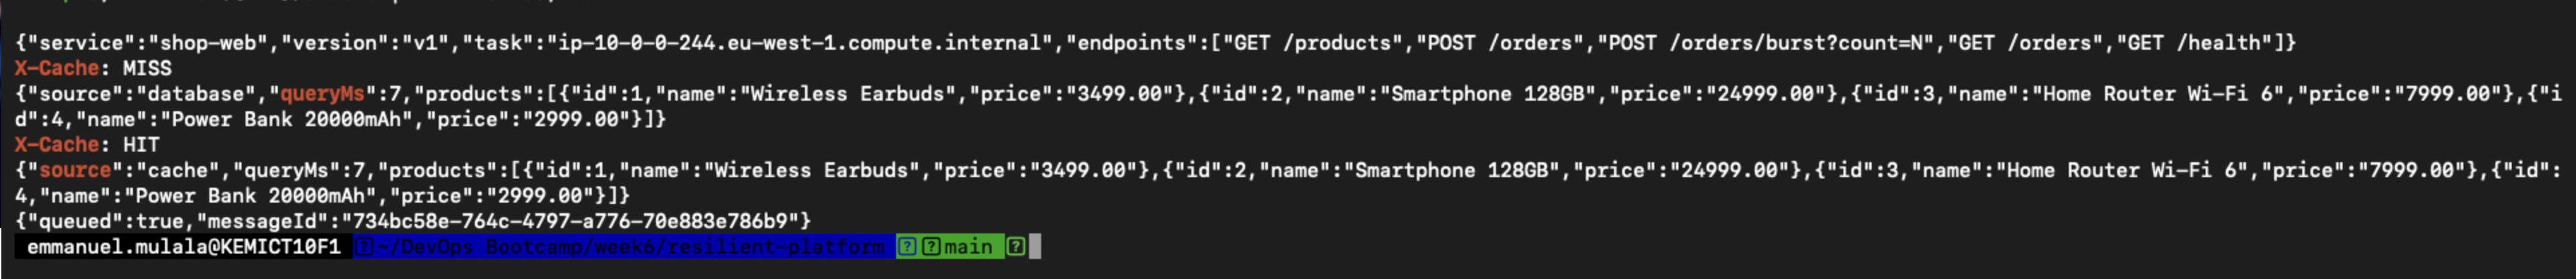 {"service":"shop-web","version":"v1","task":"ip-10-0-0-244.eu-west-1.compute.internal","endpoints":["GET /products","POST /orders","POST /orders/burst?count=N","GET /orders","GET /health"]}
X-Cache: MISS
{"source":"database","queryMs":7,"products":[{"id":1,"name":"Wireless Earbuds","price":"3499.00"},{"id":2,"name":"Smartphone 128GB","price":"24999.00"},{"id":3,"name":"Home Router Wi-Fi 6","price":"7999.00"},{"i
d":4,"name":"Power Bank 20000mAh","price":"2999.00"}]}
X-Cache: HIT
{"source":"cache","queryMs":7,"products":[{"id":1,"name":"Wireless Earbuds","price":"3499.00"},{"id":2,"name":"Smartphone 128GB","price":"24999.00"},{"id":3,"name":"Home Router Wi-Fi 6","price":"7999.00"},{"id":
4,"name":"Power Bank 20000mAh","price":"2999.00"}]}
{"queued":true,"messageId":"734bc58e-764c-4797-a776-70e883e786b9"}
emmanuel.mulala@KEMICT10F1 ~/DevOps Bootcamp/week6/resilient-platform main